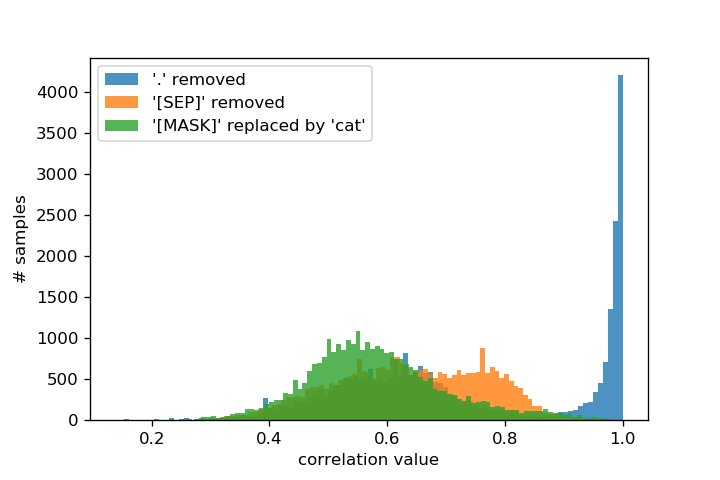 '.' removed
'[SEP]' removed
'[MASK]' replaced by 'cat'
# samples
4000
3500
3000
2500
2000
1500
1000
500
0
0.2 0.4 0.6 0.8 1.0
correlation value